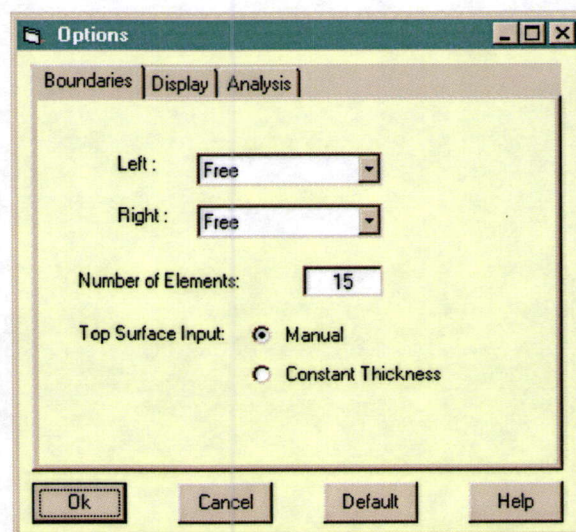 Options
Boundaries Display Analysis
Left : Free
Right : Free
Number of Elements: 15
Top Surface Input: Manual
Constant Thickness
Ok Cancel Default Help